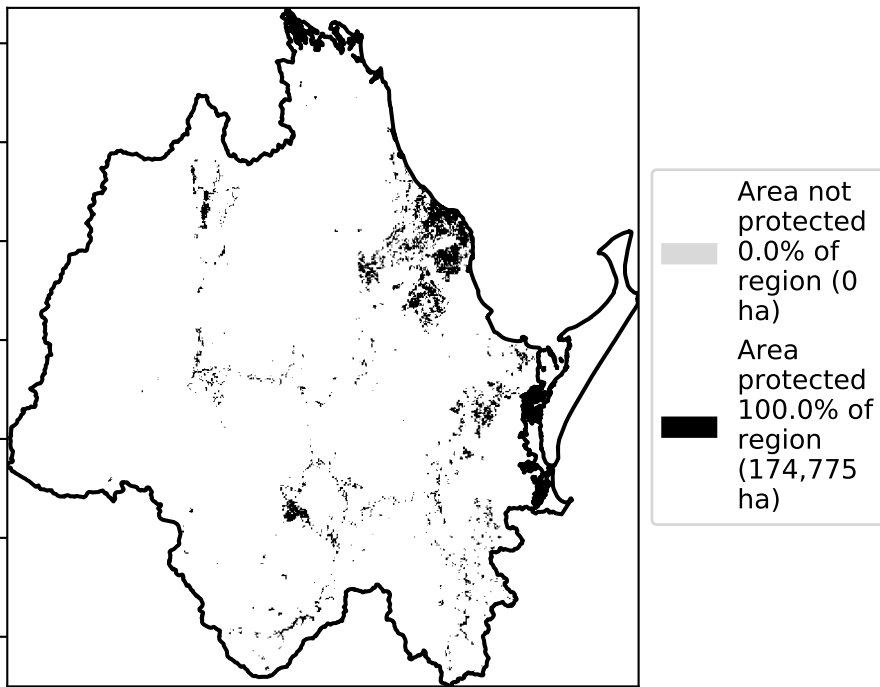 Area not
protected
0.0% of
region (0
ha)
Area
protected
100.0% of
region
(174,775
ha)